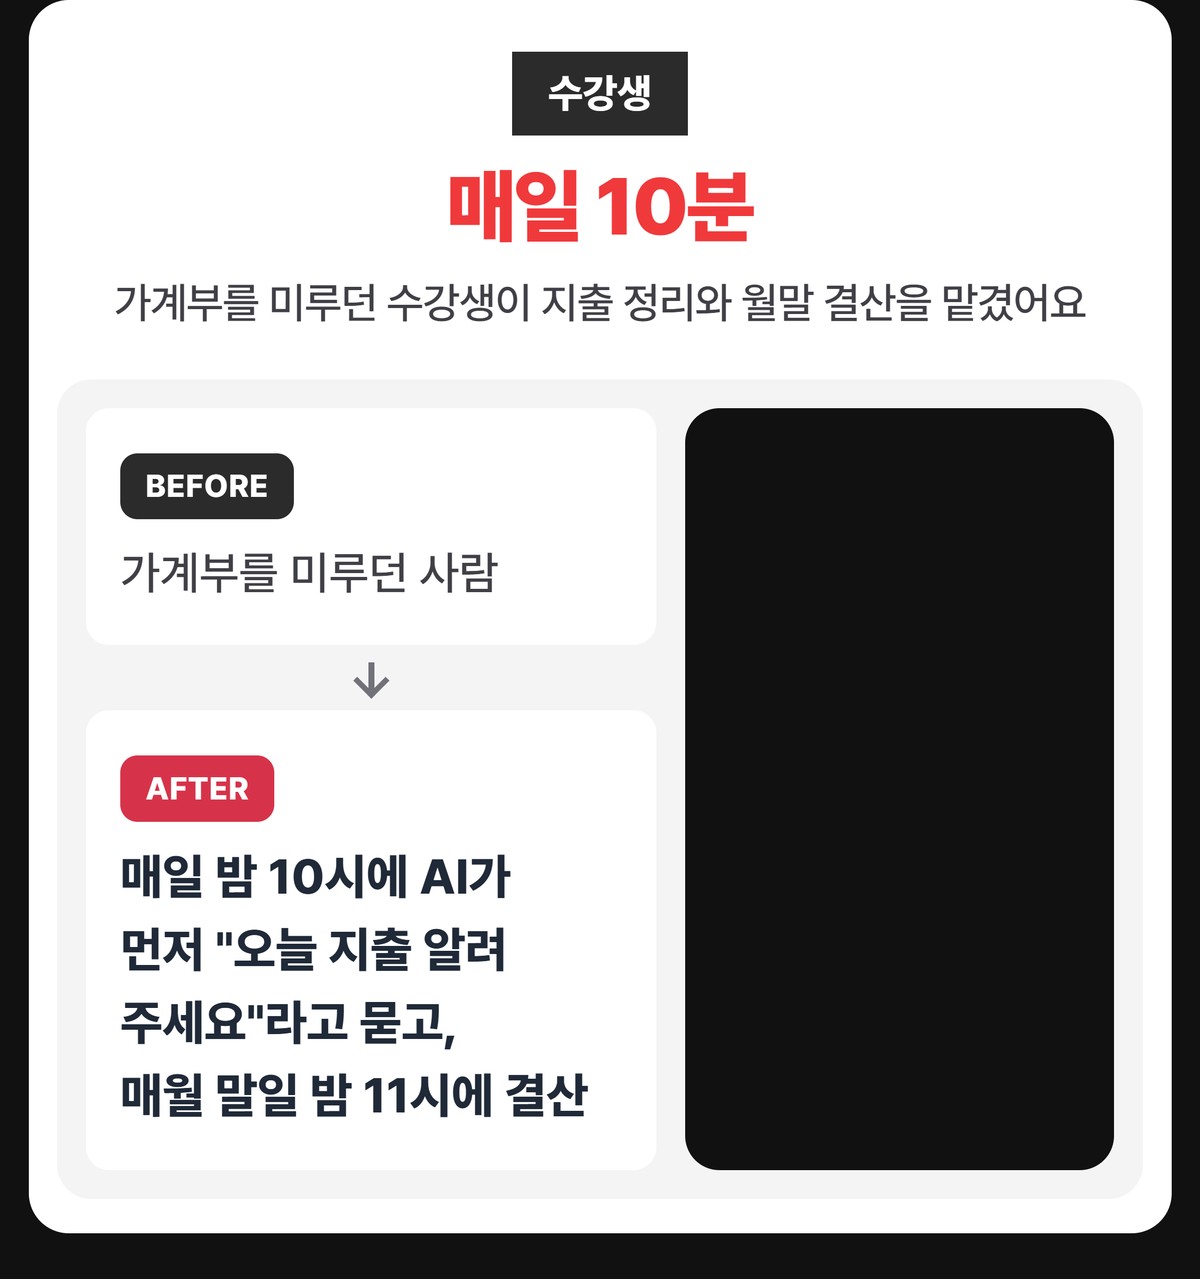 수강생
매일 10분
가계부를 미루던 수강생이 지출 정리와 월말 결산을 맡겼어요
BEFORE
가계부를 미루던 사람
↓
AFTER
매일 밤 10시에 AI가
먼저 "오늘 지출 알려
주세요"라고 묻고,
매월 말일 밤 11시에 결산